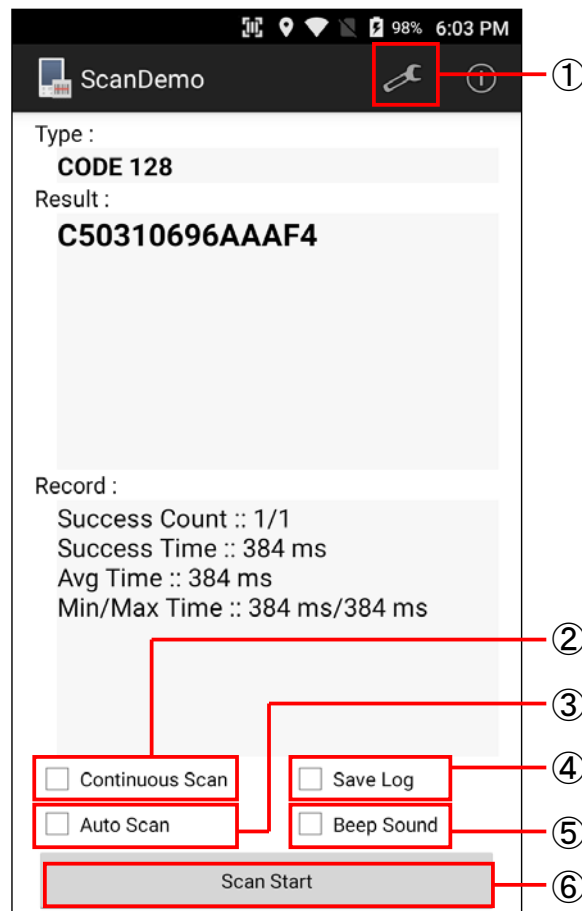 98% 6:03 PM
ScanDemo
①
Type :
CODE 128
Result :
C50310696AAAF4
Record :
Success Count :: 1/1
Success Time :: 384 ms
Avg Time :: 384 ms
Min/Max Time :: 384 ms/384 ms
②
③
Continuous Scan Save Log ④
Auto Scan Beep Sound ⑤
Scan Start ⑥